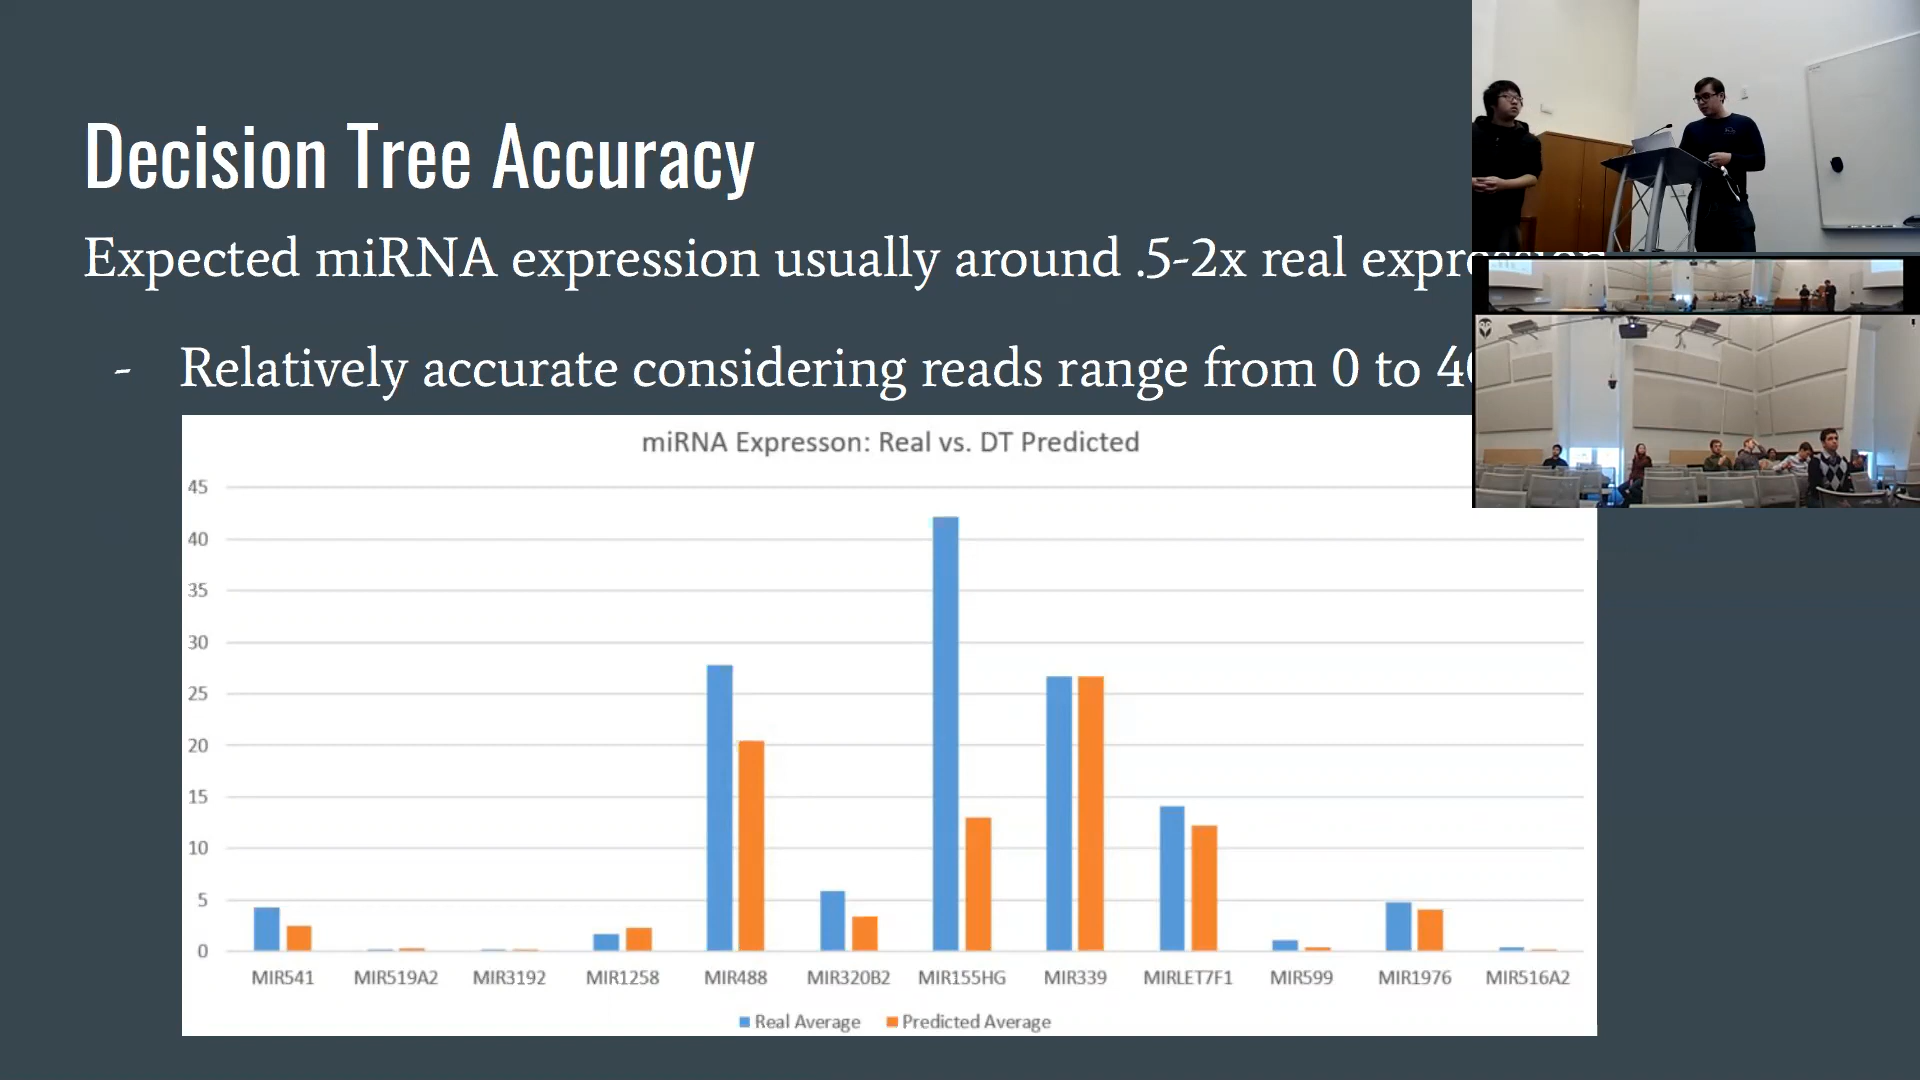 Decision Tree Accuracy
Expected miRNA expression usually around .5-2x real expression
- Relatively accurate considering reads range from 0 to
miRNA Expresson: Real vs. DT Predicted
45
40
35
30
25
20
15
10
5
0
MIR541 MIR519A2 MIR3192 MIR1258 MIR488 MIR320B2 MIR155HG MIR339 MIRLET7F1 MIR599 MIR1976 MIR516A2
Real Average Predicted Average